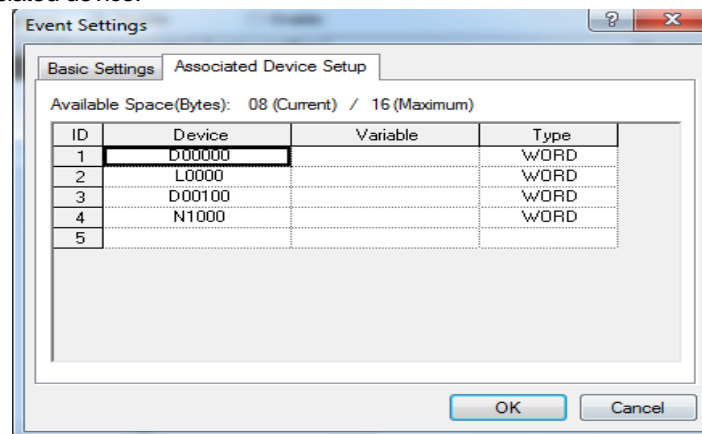 Event Settings
Basic Settings Associated Device Setup
Available Space(Bytes): 08 (Current) / 16 (Maximum)
ID Device Variable Type
1 D00000 WORD
2 L0000 WORD
3 D00100 WORD
4 N1000 WORD
5
OK Cancel